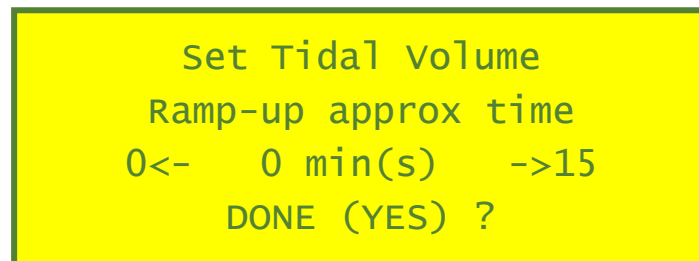 Set Tidal Volume
Ramp-up approx time
0<-   0 min(s)   ->15
DONE (YES) ?